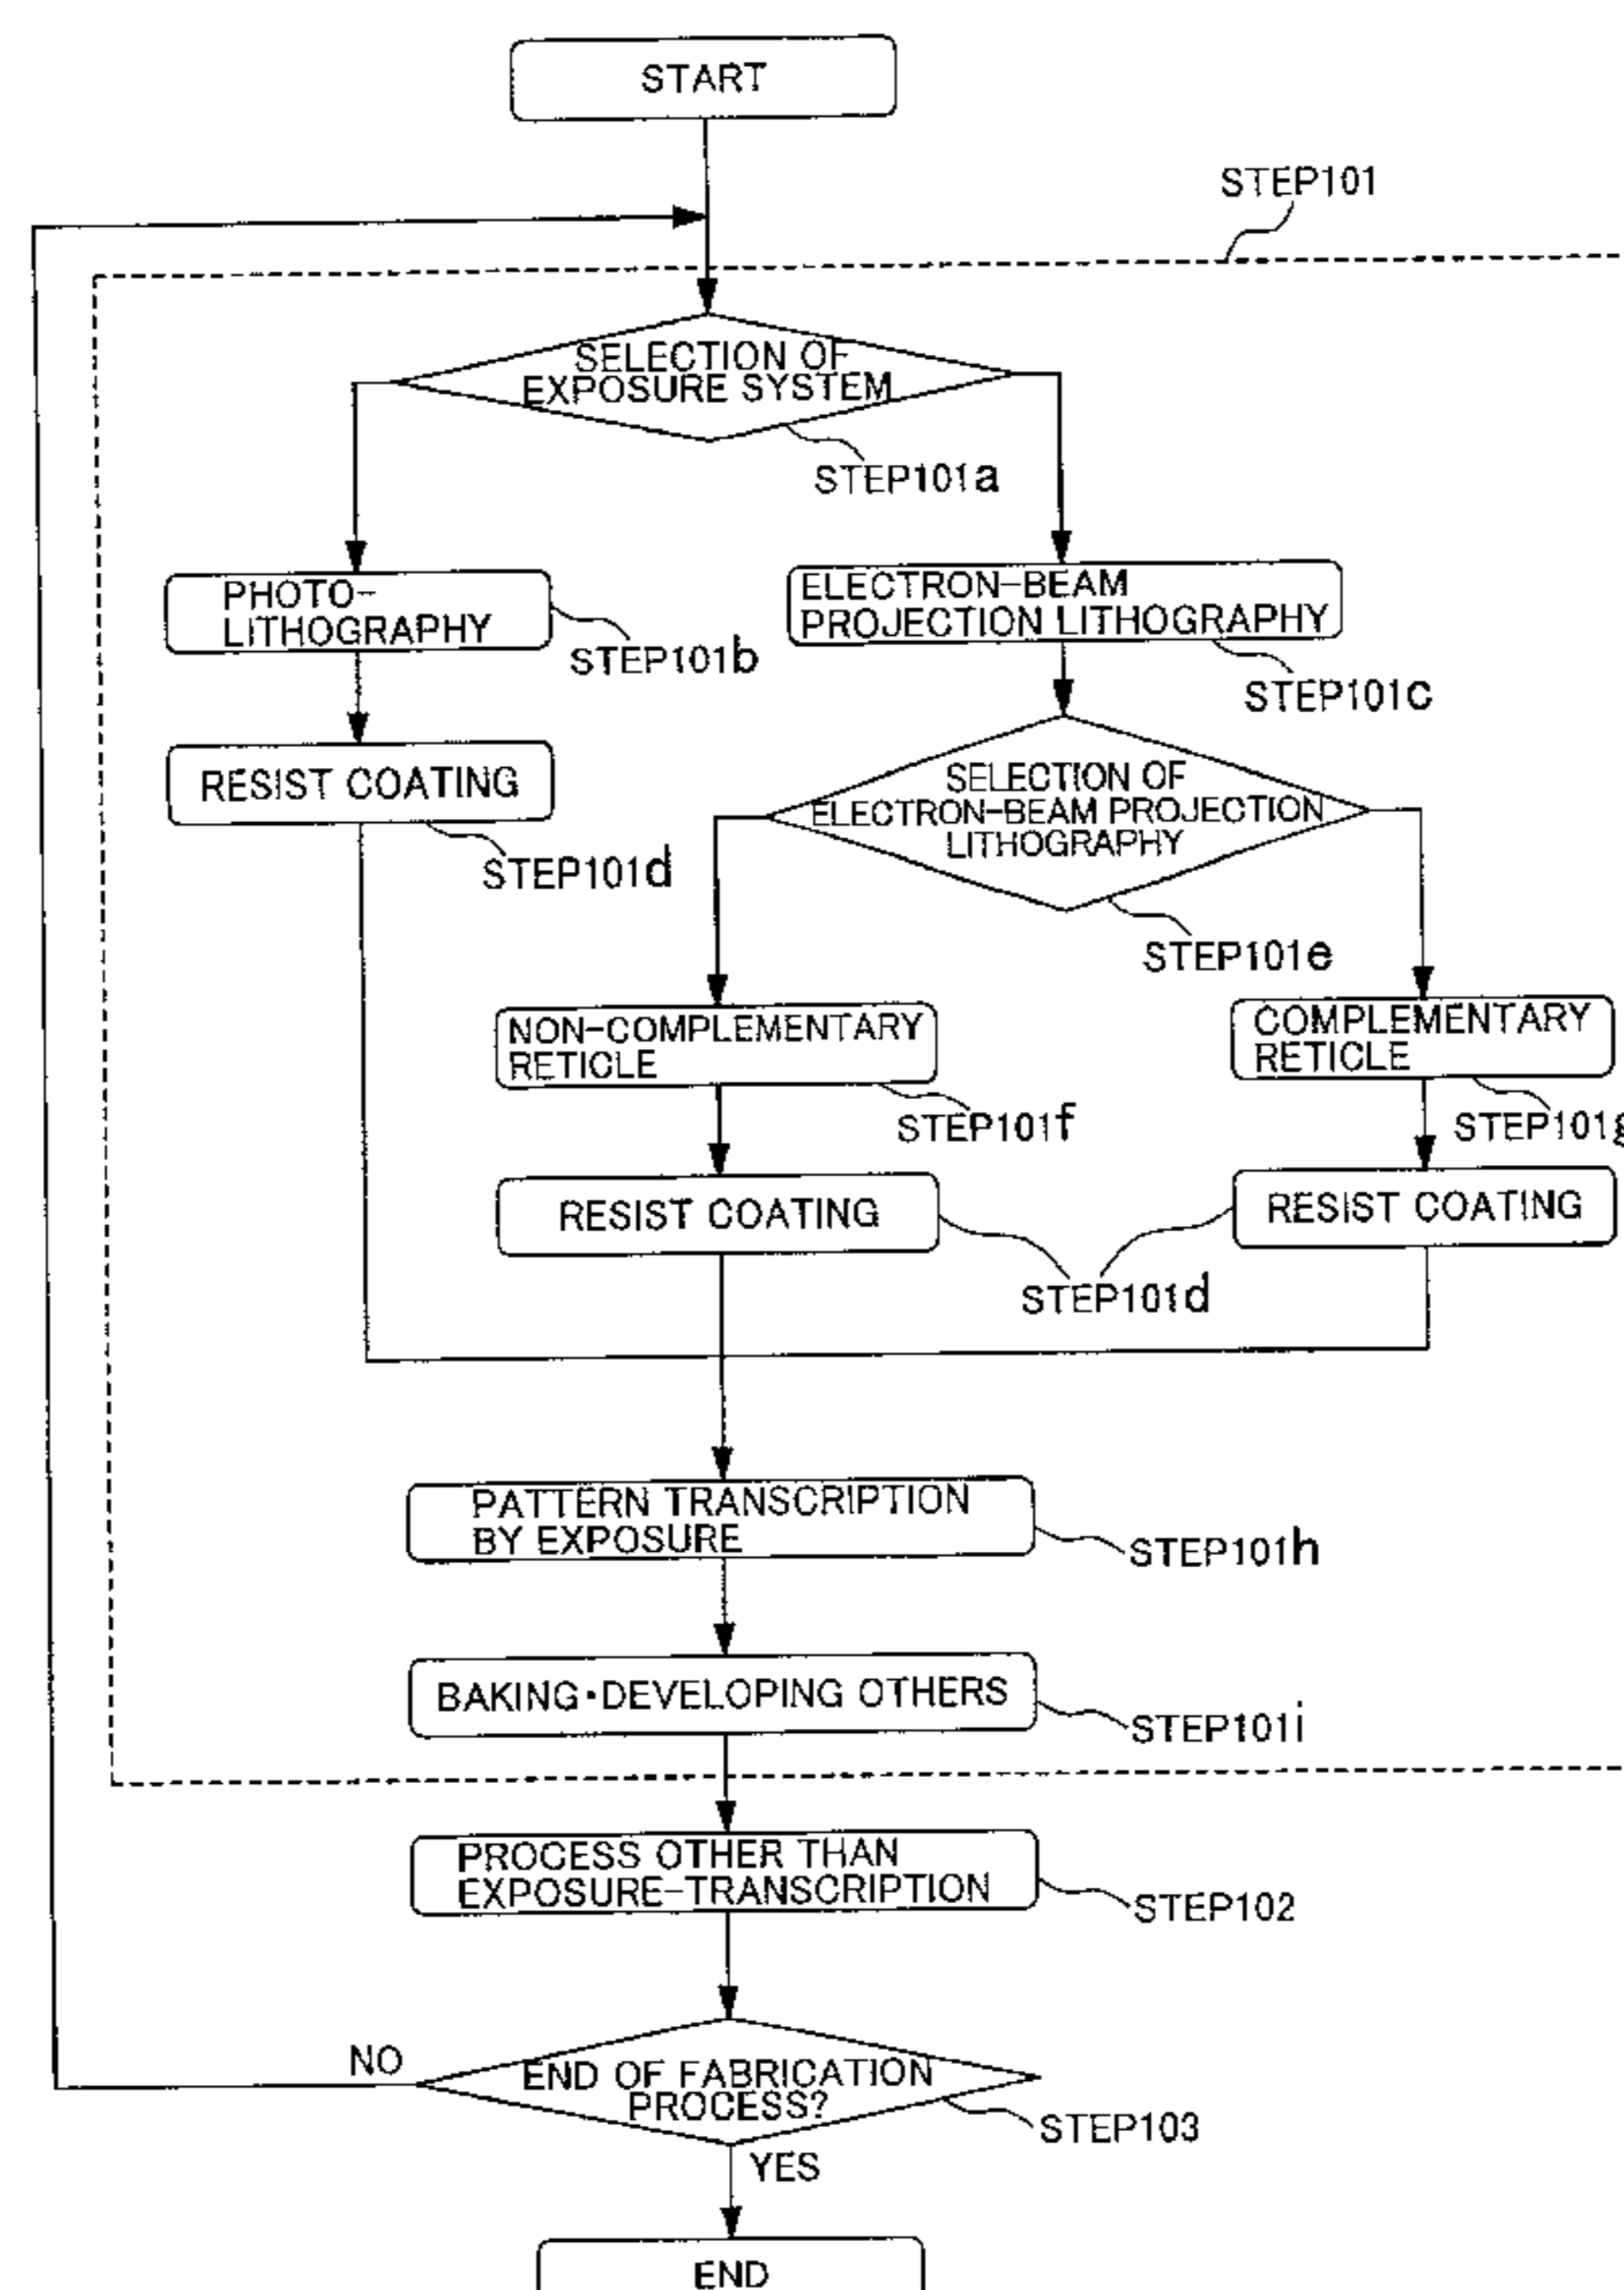 START
STEP101
SELECTION OF
EXPOSURE SYSTEM
STEP101a
PHOTO-
LITHOGRAPHY
STEP101b
ELECTRON-BEAM
PROJECTION LITHOGRAPHY
STEP101c
RESIST COATING
STEP101d
SELECTION OF
ELECTRON-BEAM PROJECTION
LITHOGRAPHY
STEP101e
NON-COMPLEMENTARY
RETICLE
STEP101f
COMPLEMENTARY
RETICLE
STEP101g
RESIST COATING
RESIST COATING
STEP101d
PATTERN TRANSCRIPTION
BY EXPOSURE
STEP101h
BAKING・DEVELOPING OTHERS
STEP101i
PROCESS OTHER THAN
EXPOSURE-TRANSCRIPTION
STEP102
NO
END OF FABRICATION
PROCESS?
STEP103
YES
END